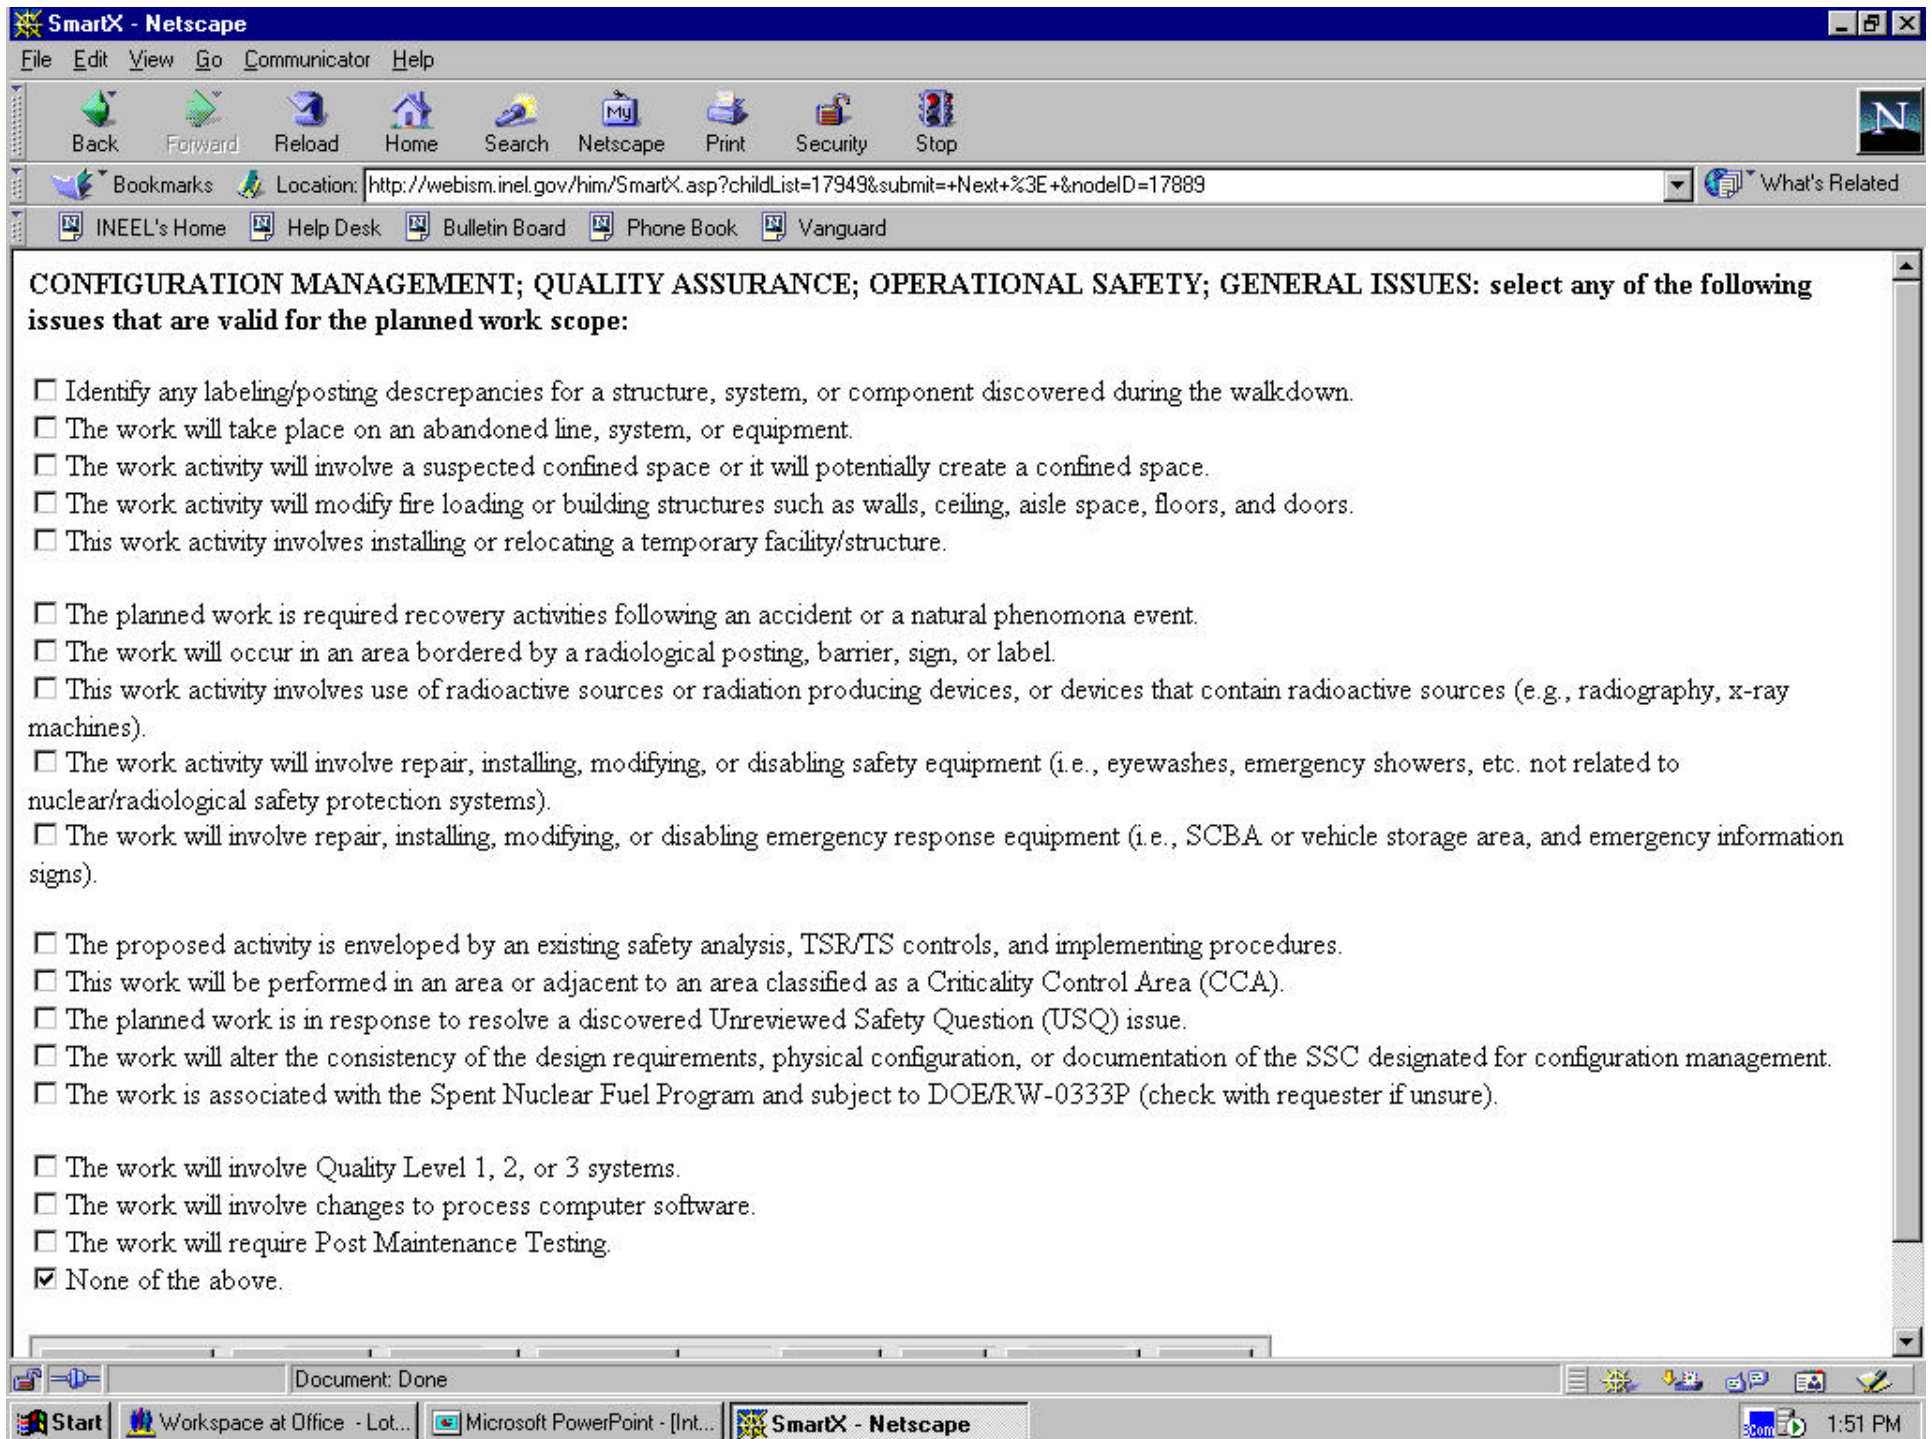 SmartX - Netscape
File Edit View Go Communicator Help
My
N
Back Forward Reload Home Search Netscape Print Security Stop
Bookmarks Location: http://webism.inel.gov/him/SmartX.asp?childList=17949&submit=+Next+%3E+&nodeID=17889 What's Related
INEEL's Home Help Desk Bulletin Board Phone Book Vanguard
CONFIGURATION MANAGEMENT; QUALITY ASSURANCE; OPERATIONAL SAFETY; GENERAL ISSUES: select any of the following
issues that are valid for the planned work scope:
Identify any labeling/posting descrepancies for a structure, system, or component discovered during the walkdown.
The work will take place on an abandoned line, system, or equipment.
The work activity will involve a suspected confined space or it will potentially create a confined space.
The work activity will modify fire loading or building structures such as walls, ceiling, aisle space, floors, and doors.
This work activity involves installing or relocating a temporary facility/structure.
The planned work is required recovery activities following an accident or a natural phenomona event.
The work will occur in an area bordered by a radiological posting, barrier, sign, or label.
This work activity involves use of radioactive sources or radiation producing devices, or devices that contain radioactive sources (e.g., radiography, x-ray
machines).
The work activity will involve repair, installing, modifying, or disabling safety equipment (i.e., eyewashes, emergency showers, etc. not related to
nuclear/radiological safety protection systems).
The work will involve repair, installing, modifying, or disabling emergency response equipment (i.e., SCBA or vehicle storage area, and emergency information
signs).
The proposed activity is enveloped by an existing safety analysis, TSR/TS controls, and implementing procedures.
This work will be performed in an area or adjacent to an area classified as a Criticality Control Area (CCA).
The planned work is in response to resolve a discovered Unreviewed Safety Question (USQ) issue.
The work will alter the consistency of the design requirements, physical configuration, or documentation of the SSC designated for configuration management.
The work is associated with the Spent Nuclear Fuel Program and subject to DOE/RW-0333P (check with requester if unsure).
The work will involve Quality Level 1, 2, or 3 systems.
The work will involve changes to process computer software.
The work will require Post Maintenance Testing.
None of the above.
Document: Done
Start Workspace at Office - Lot... Microsoft PowerPoint - [Int... SmartX - Netscape 3Com 1:51 PM